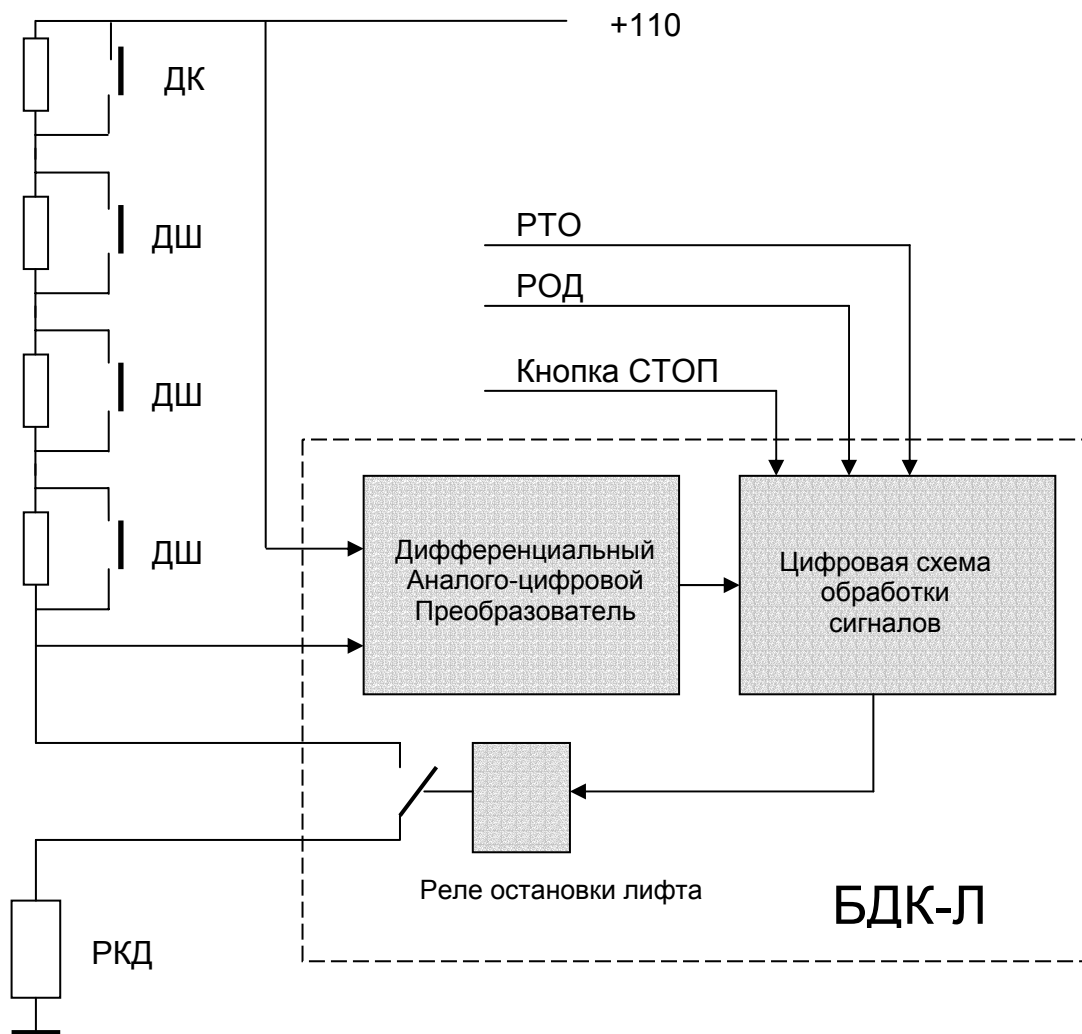 +110
ДК
ДШ
РТО
РОД
Кнопка СТОП
ДШ
ДШ
Дифференциальный
Аналого-цифровой
Преобразователь
Цифровая схема
обработки
сигналов
Реле остановки лифта
БДК-Л
РКД